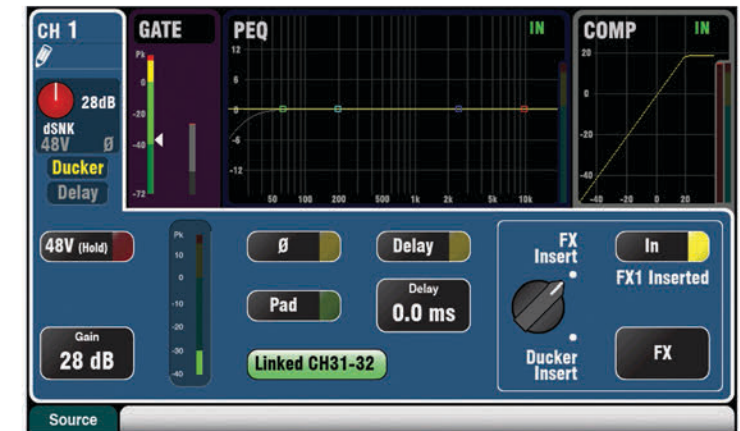 CH 1
28dB
dSNK
48V Ø
Ducker
Delay
GATE
Pk
0
-20
-40
-72
PEQ IN
12
6
0
-6
-12
50 100 200 500 1k 2k 5k 10k
COMP IN
20
0
-20
-40
-40 -20 0 20
48V (Hold)
Gain
28 dB
Pk
10
0
-10
-20
-30
-40
Ø
Pad
Linked CH31-32
Delay
Delay
0.0 ms
FX
Insert
Ducker
Insert
In
FX1 Inserted
FX
Source